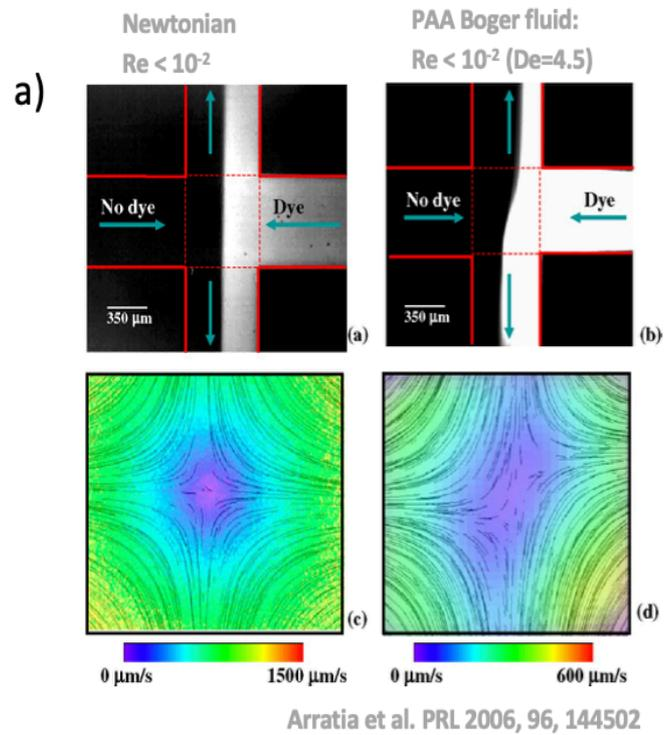 Newtonian
Re < 10⁻²
PAA Boger fluid:
Re < 10⁻² (De=4.5)
a)
No dye
Dye
350 μm
(a)
No dye
Dye
350 μm
(b)
(c)
(d)
0 μm/s
1500 μm/s
0 μm/s
600 μm/s
Arratia et al. PRL 2006, 96, 144502